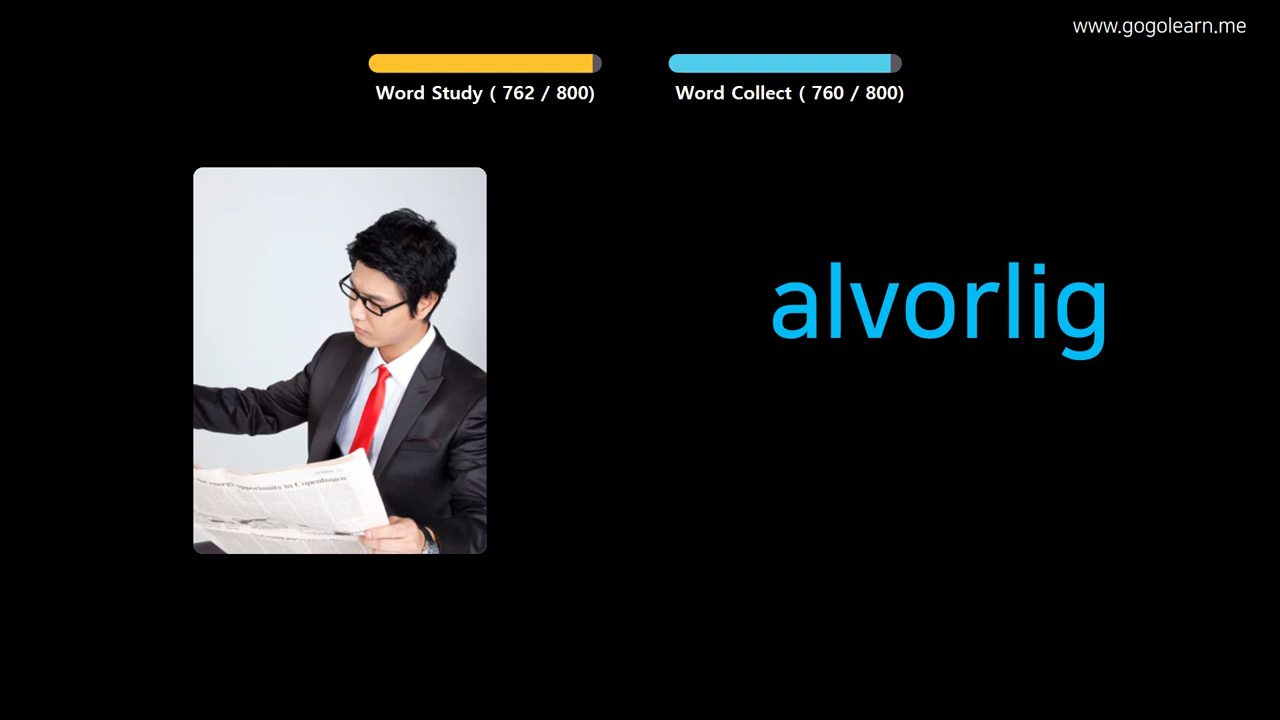 www.gogolearn.me
Word Study ( 762 / 800)
Word Collect ( 760 / 800)
alvorlig
opportunity in Copenhagen